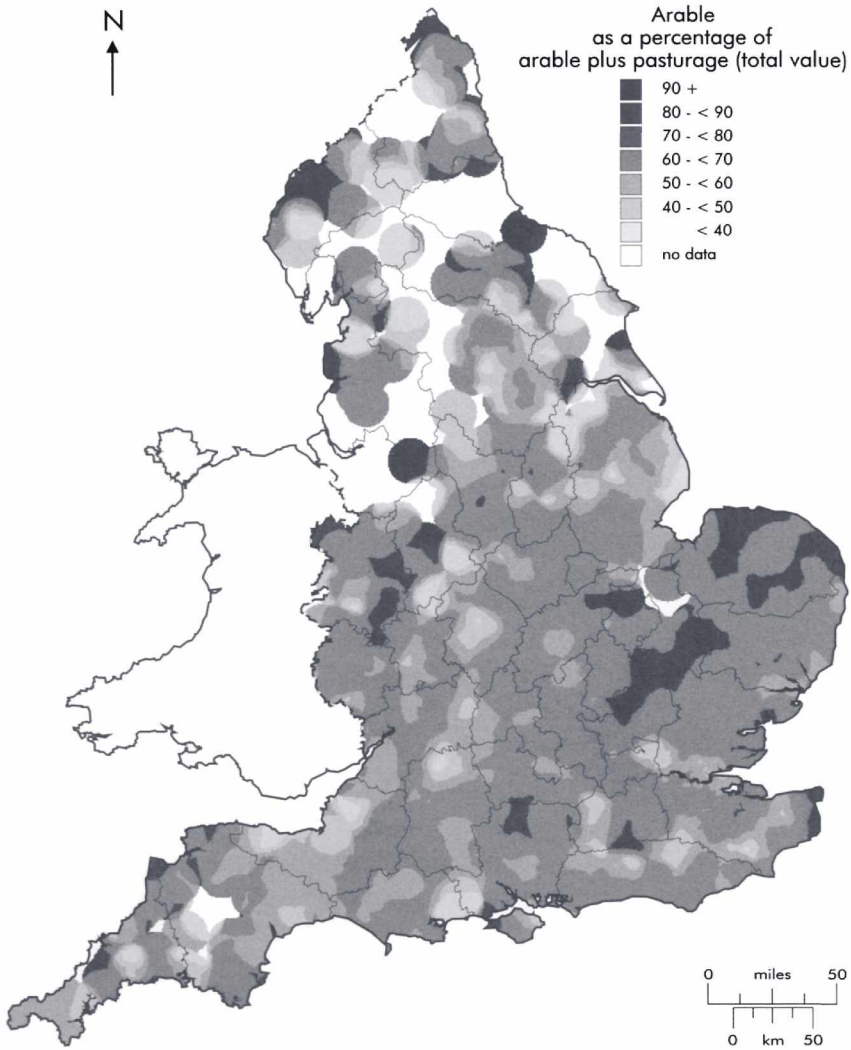 N
Arable
as a percentage of
arable plus pasturage (total value)
90 +
80 - < 90
70 - < 80
60 - < 70
50 - < 60
40 - < 50
< 40
no data
0 miles 50
0 km 50